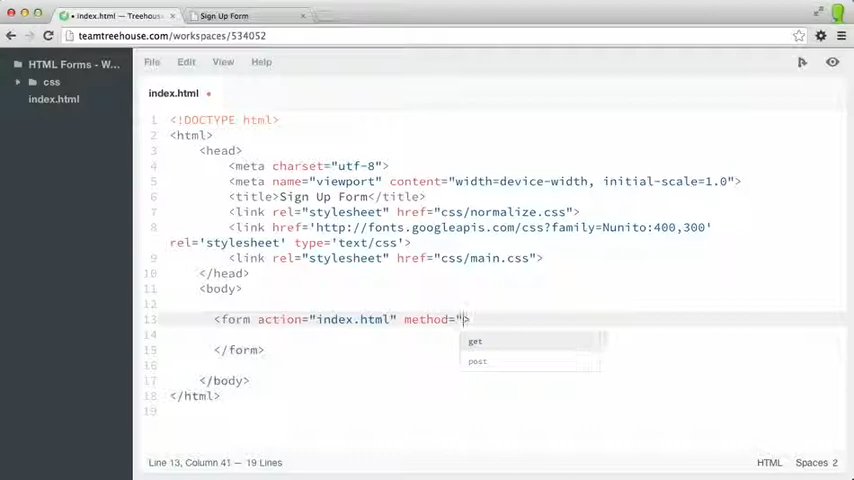 index.html — Treehous
Sign Up Form
teamtreehouse.com/workspaces/534052
HTML Forms - W...
css
index.html
File Edit View Help
index.html
1 <!DOCTYPE html>
2 <html>
3 <head>
4 <meta charset="utf-8">
5 <meta name="viewport" content="width=device-width, initial-scale=1.0">
6 <title>Sign Up Form</title>
7 <link rel="stylesheet" href="css/normalize.css">
8 <link href='http://fonts.googleapis.com/css?family=Nunito:400,300'
rel='stylesheet' type='text/css'>
9 <link rel="stylesheet" href="css/main.css">
10 </head>
11 <body>
12
13 <form action="index.html" method=">
get
post
14
15 </form>
16
17 </body>
18 </html>
19
Line 13, Column 41 — 19 Lines
HTML Spaces 2